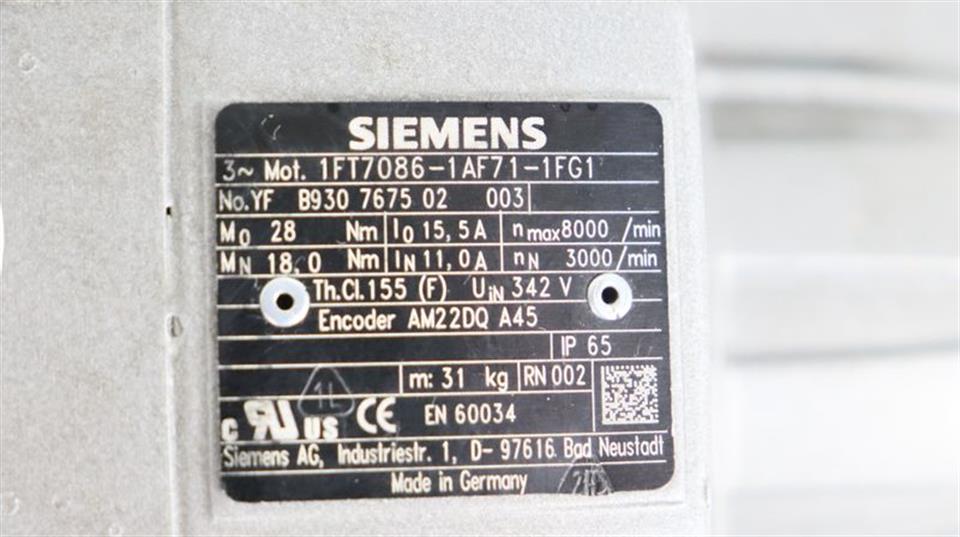 SIEMENS
3~ Mot. 1FT7086-1AF71-1FG1
No.YF B930 7675 02 003
M0 28 Nm I0 15,5A nmax8000 /min
MN 18,0 Nm IN 11,0A nN 3000/min
Th.Cl.155 (F) UiN 342 V
Encoder AM22DQ A45
IP 65
m: 31 kg RN 002
c RU US 1L CE EN 60034
Siemens AG, Industriestr. 1, D- 97616 Bad Neustadt
Made in Germany